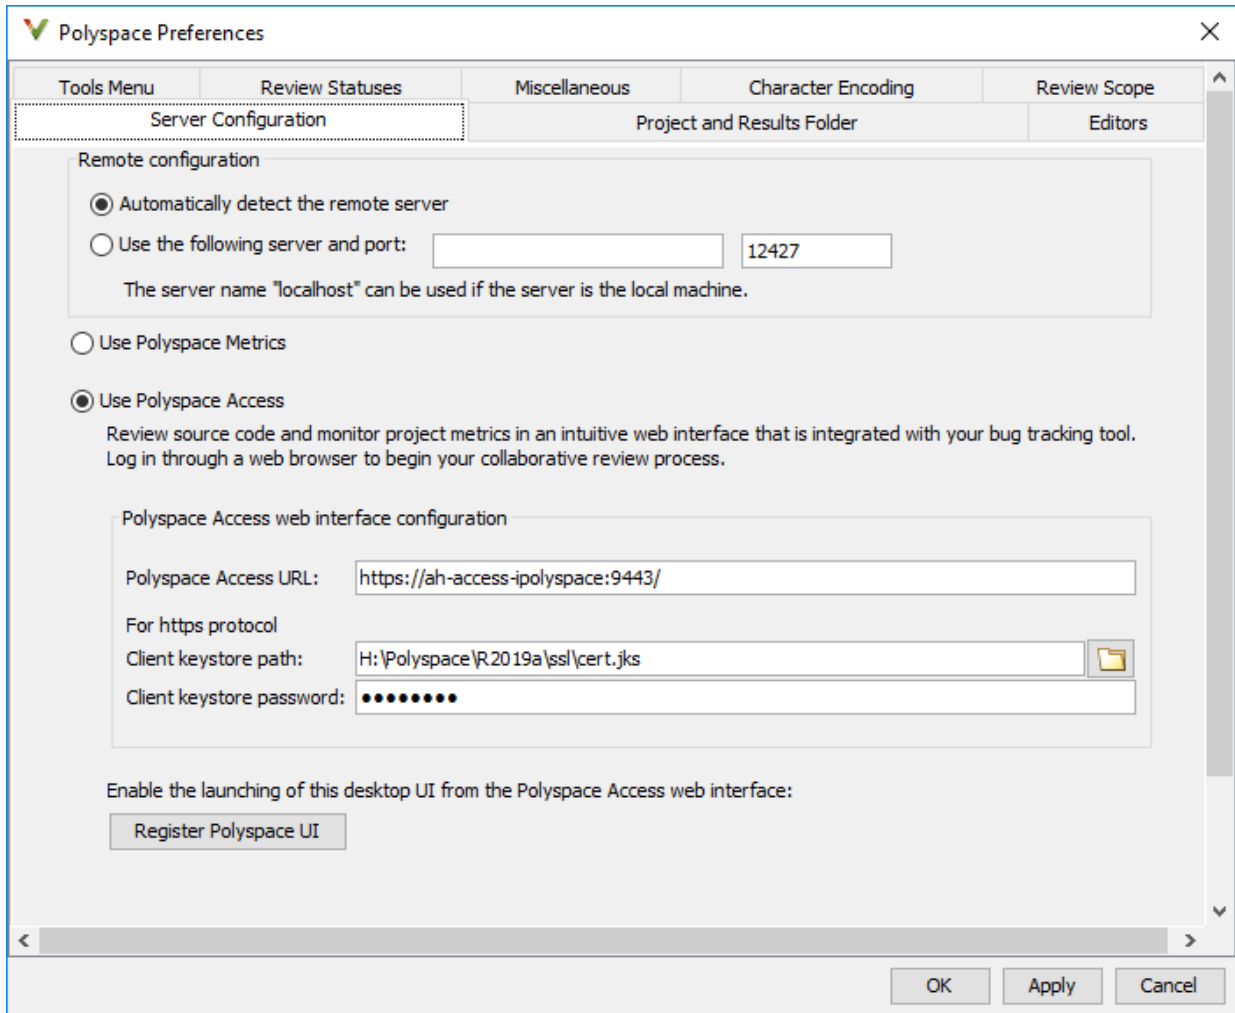 Polyspace Preferences
Tools Menu Review Statuses Miscellaneous Character Encoding Review Scope
Server Configuration Project and Results Folder Editors
Remote configuration
Automatically detect the remote server
Use the following server and port: 12427
The server name "localhost" can be used if the server is the local machine.
Use Polyspace Metrics
Use Polyspace Access
Review source code and monitor project metrics in an intuitive web interface that is integrated with your bug tracking tool.
Log in through a web browser to begin your collaborative review process.
Polyspace Access web interface configuration
Polyspace Access URL: https://ah-access-ipolyspace:9443/
For https protocol
Client keystore path: H:\Polyspace\R2019a\ssl\cert.jks
Client keystore password: ●●●●●●●●
Enable the launching of this desktop UI from the Polyspace Access web interface:
Register Polyspace UI
OK Apply Cancel